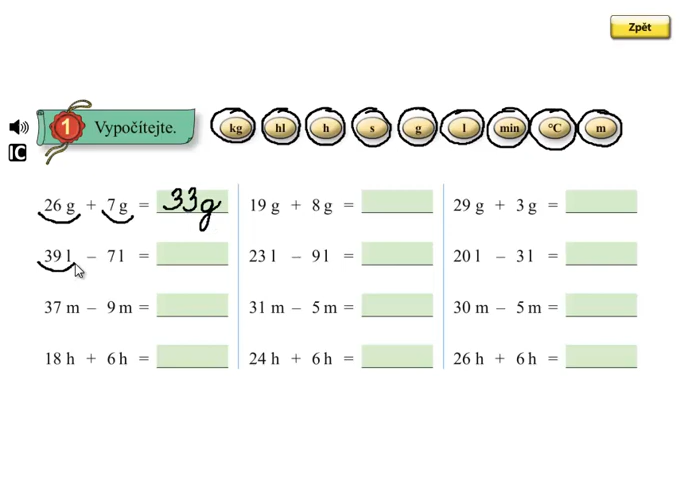 Zpět
1 Vypočítejte. kg hl h s g l min °C m
26 g + 7 g = 33g 19 g + 8 g = 29 g + 3 g =
39 l – 7 l = 23 l – 9 l = 20 l – 3 l =
37 m – 9 m = 31 m – 5 m = 30 m – 5 m =
18 h + 6 h = 24 h + 6 h = 26 h + 6 h =